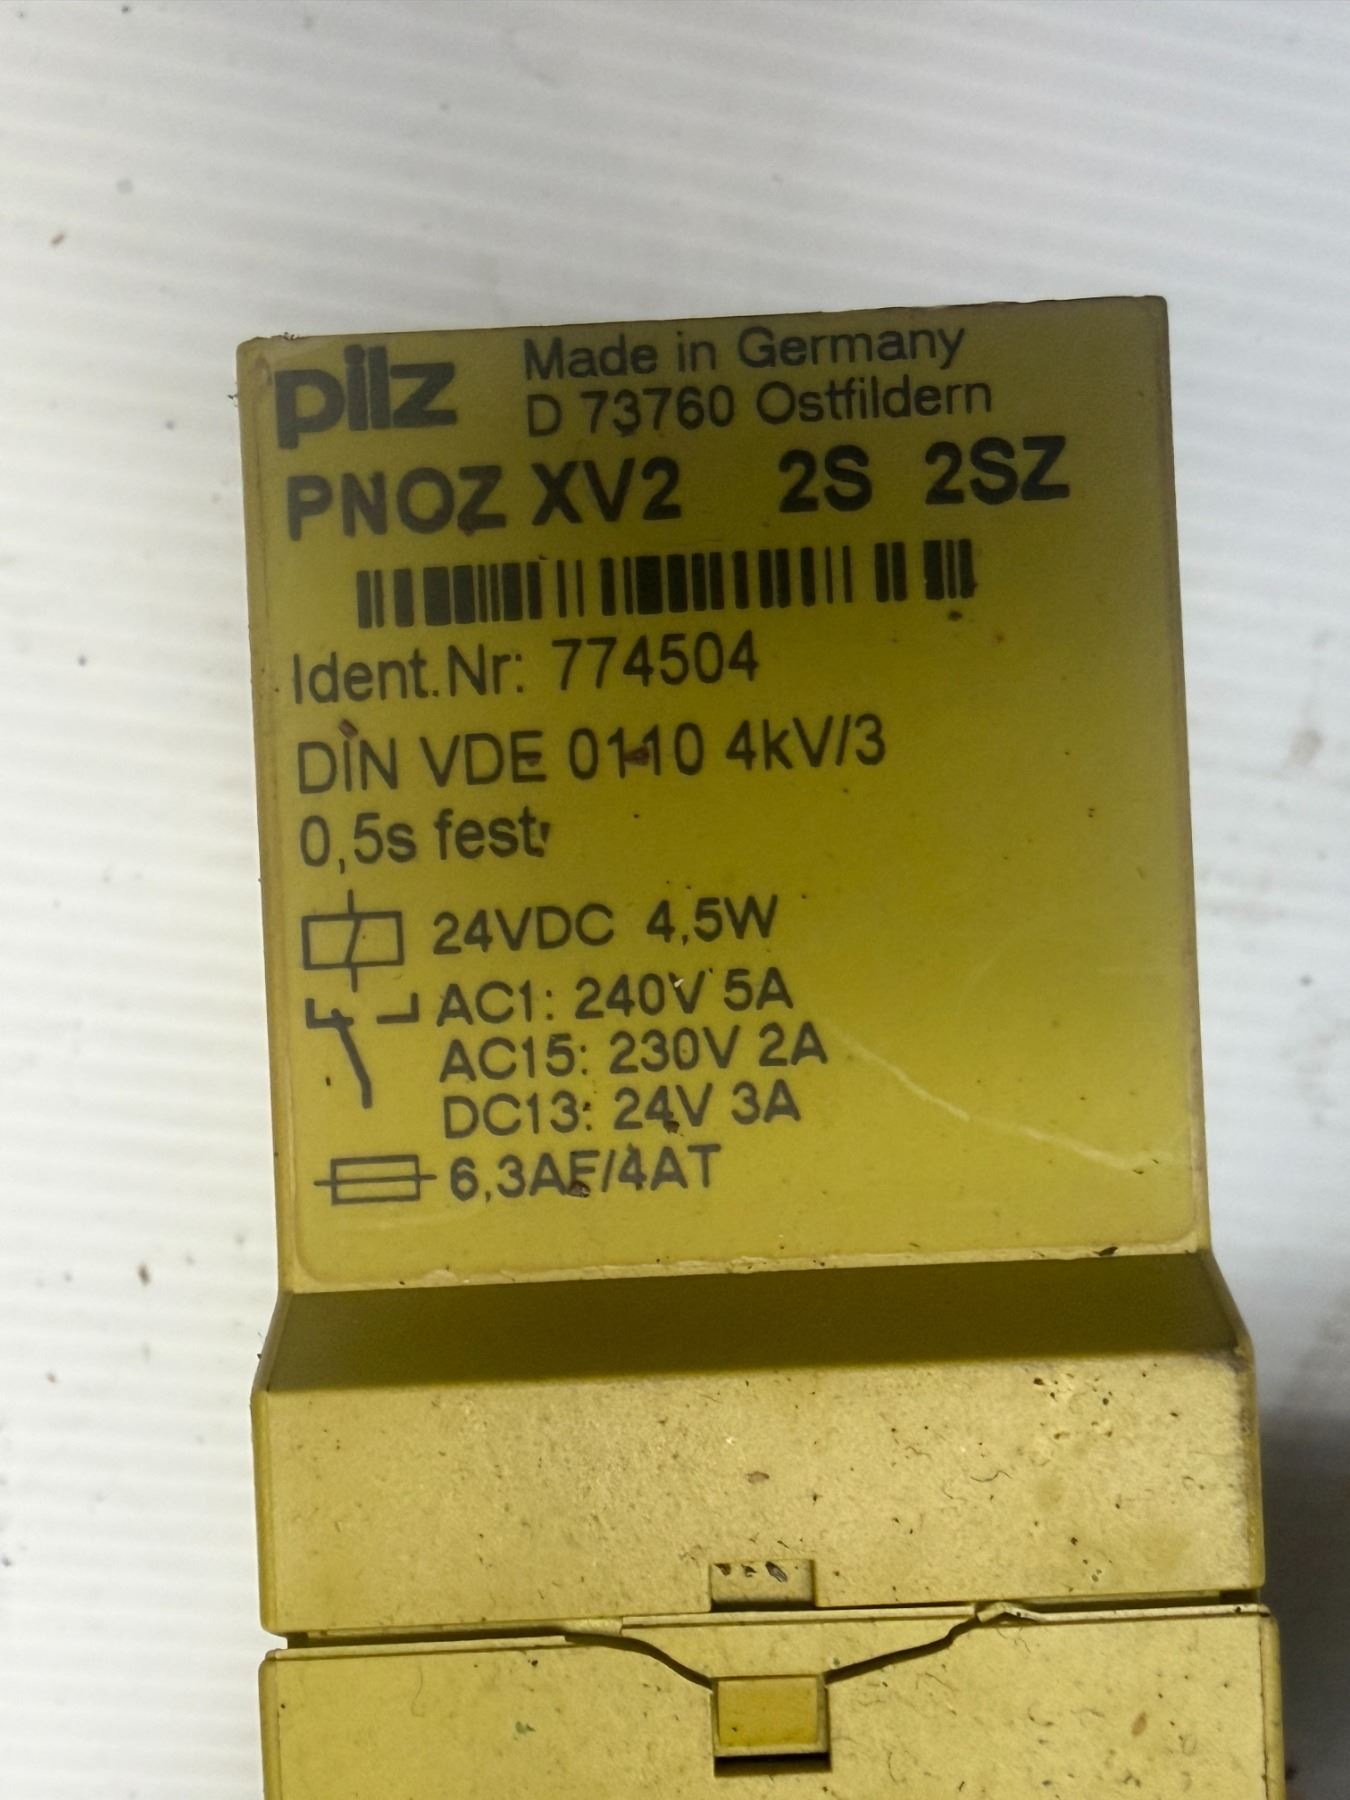 pilz Made in Germany
D 73760 Ostfildern
PNOZ XV2 2S 2SZ
Ident.Nr: 774504
DIN VDE 0110 4kV/3
0,5s fest
24VDC 4,5W
AC1: 240V 5A
AC15: 230V 2A
DC13: 24V 3A
6,3AF/4AT